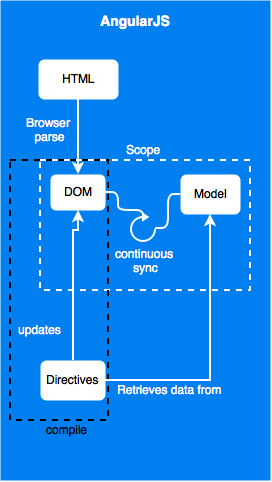 AngularJS
HTML
Browser
parse
Scope
DOM
Model
continuous
sync
updates
Directives
Retrieves data from
compile